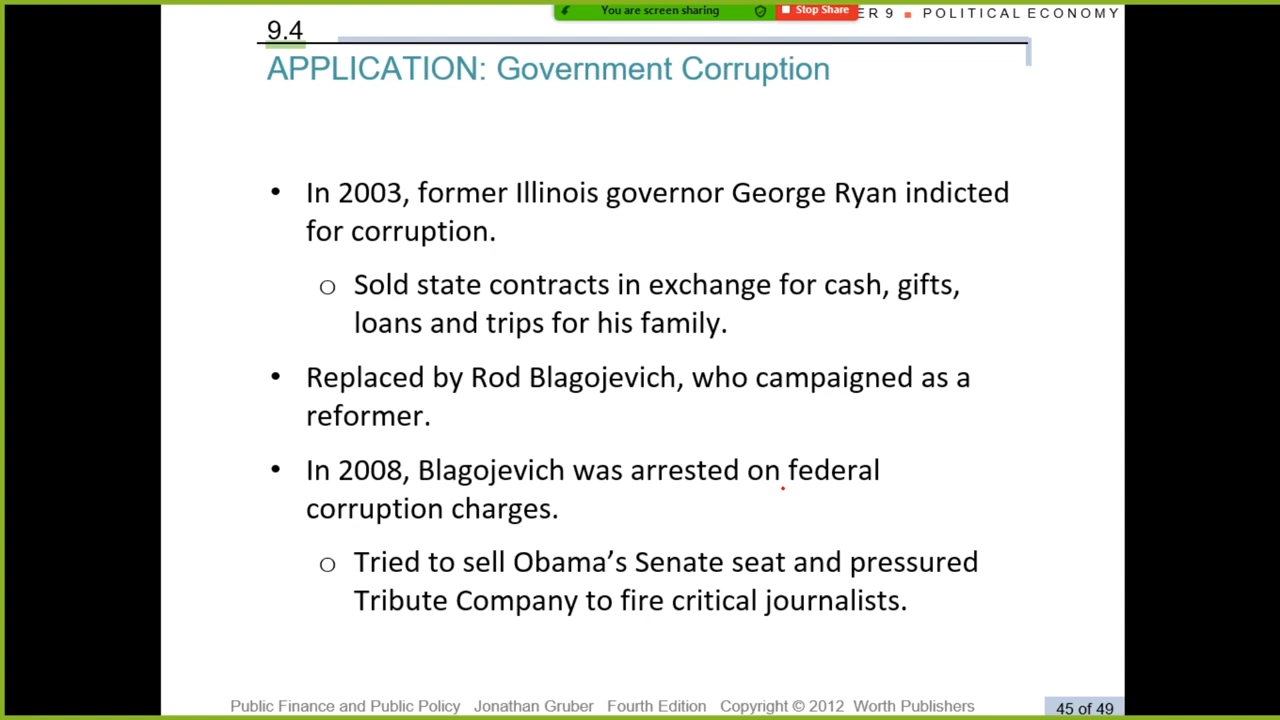 You are screen sharing
Stop Share
ER 9 ▪ POLITICAL ECONOMY
9.4
APPLICATION: Government Corruption
• In 2003, former Illinois governor George Ryan indicted
for corruption.
o Sold state contracts in exchange for cash, gifts,
loans and trips for his family.
• Replaced by Rod Blagojevich, who campaigned as a
reformer.
• In 2008, Blagojevich was arrested on federal
corruption charges.
o Tried to sell Obama’s Senate seat and pressured
Tribute Company to fire critical journalists.
Public Finance and Public Policy Jonathan Gruber Fourth Edition Copyright © 2012 Worth Publishers
45 of 49